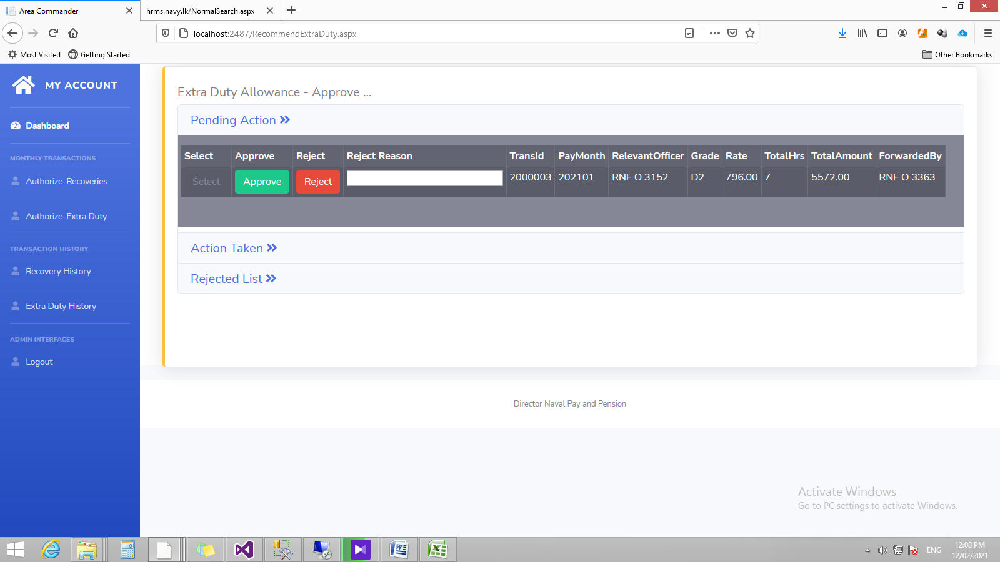 Area Commander
hrms.navy.lk/NormalSearch.aspx
localhost:2487/RecommendExtraDuty.aspx
Most Visited
Getting Started
Other Bookmarks
MY ACCOUNT
Dashboard
MONTHLY TRANSACTIONS
Authorize-Recoveries
Authorize-Extra Duty
TRANSACTION HISTORY
Recovery History
Extra Duty History
ADMIN INTERFACES
Logout
Extra Duty Allowance - Approve ...
Pending Action »
Select Approve Reject Reject Reason TransId PayMonth RelevantOfficer Grade Rate TotalHrs TotalAmount ForwardedBy
Select Approve Reject 2000003 202101 RNF O 3152 D2 796.00 7 5572.00 RNF O 3363
Action Taken »
Rejected List »
Director Naval Pay and Pension
Activate Windows
Go to PC settings to activate Windows.
ENG
12:08 PM
12/02/2021